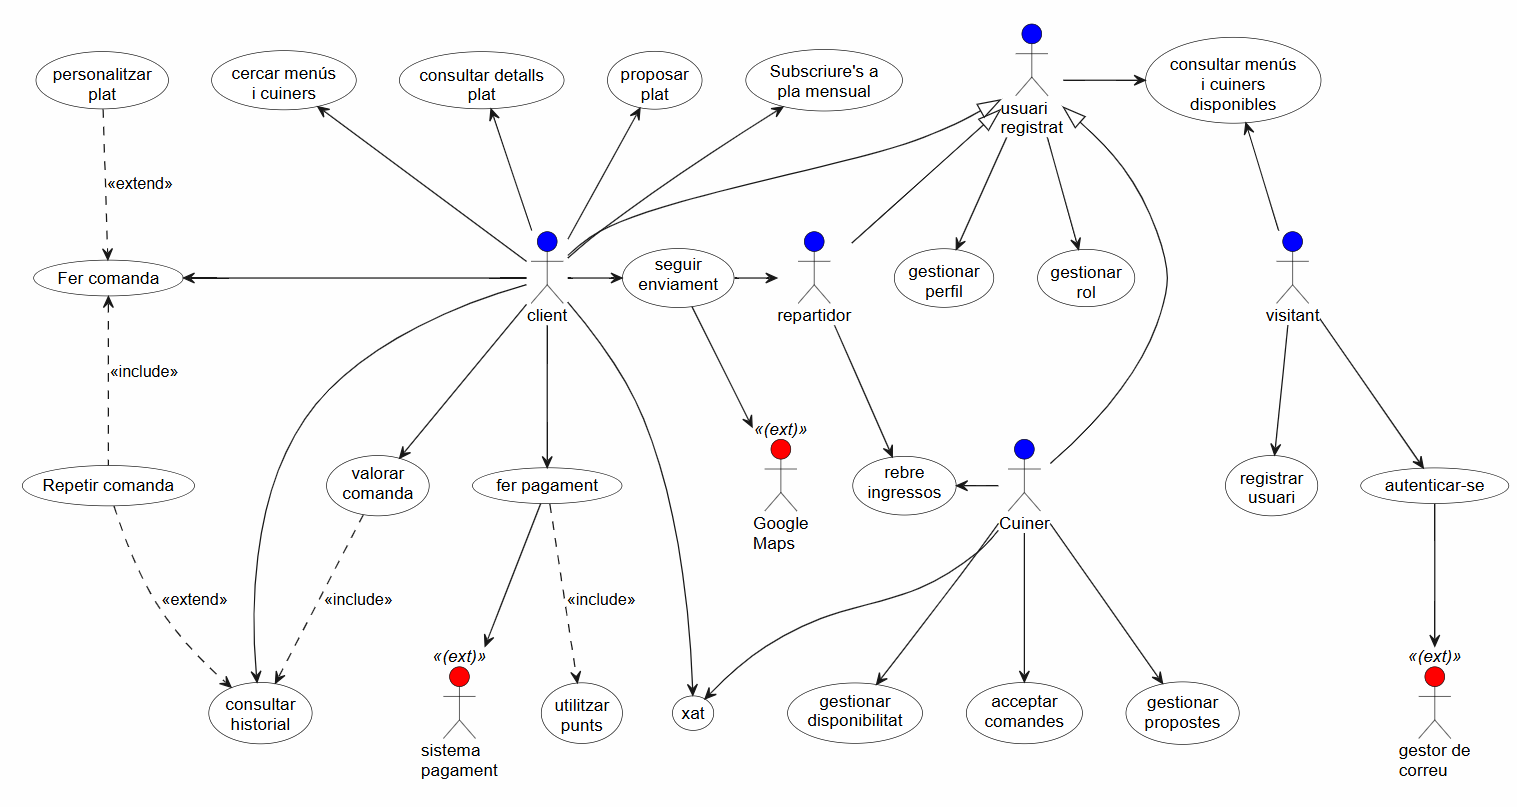 personalitzar
plat
cercar menús
i cuiners
consultar detalls
plat
proposar
plat
Subscriure's a
pla mensual
usuari
registrat
consultar menús
i cuiners
disponibles
«extend»
Fer comanda
client
seguir
enviament
repartidor
gestionar
perfil
gestionar
rol
visitant
«include»
«(ext)»
Google
Maps
Repetir comanda
valorar
comanda
fer pagament
rebre
ingressos
Cuiner
registrar
usuari
autenticar-se
«extend»
«include»
«include»
«(ext)»
sistema
pagament
«(ext)»
gestor de
correu
consultar
historial
utilitzar
punts
xat
gestionar
disponibilitat
acceptar
comandes
gestionar
propostes